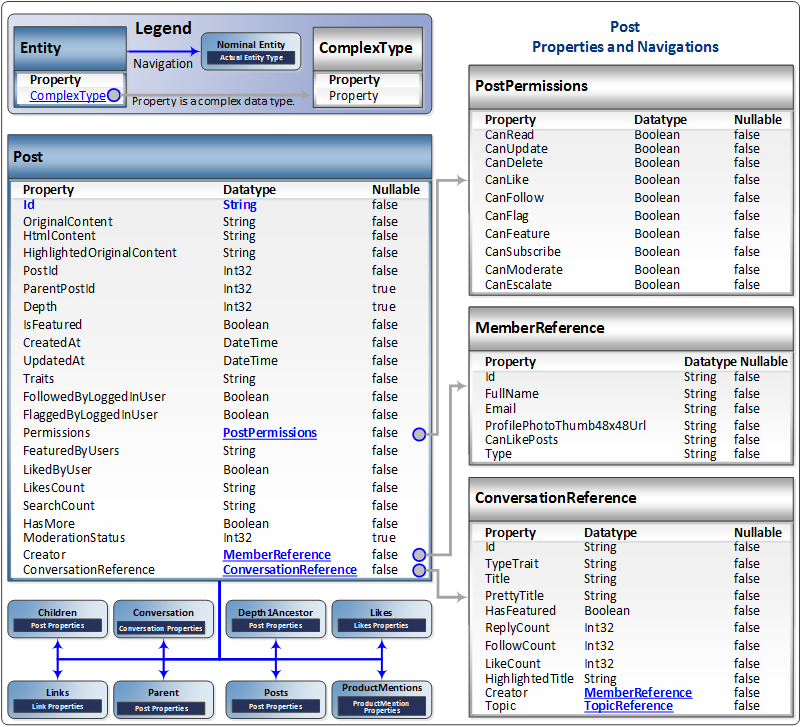 Legend
Entity
Property
ComplexType
Navigation
Nominal Entity
Actual Entity Type
Property is a complex data type.
ComplexType
Property
Property
Post
Properties and Navigations
Post
Property Datatype Nullable
Id String false
OriginalContent String false
HtmlContent String false
HighlightedOriginalContent String false
PostId Int32 false
ParentPostId Int32 true
Depth Int32 true
IsFeatured Boolean false
CreatedAt DateTime false
UpdatedAt DateTime false
Traits String false
FollowedByLoggedInUser Boolean false
FlaggedByLoggedInUser Boolean false
Permissions PostPermissions false
FeaturedByUsers String false
LikedByUser Boolean false
LikesCount String false
SearchCount String false
HasMore Boolean false
ModerationStatus Int32 true
Creator MemberReference false
ConversationReference ConversationReference false
Children
Post Properties
Conversation
Conversation Properties
Depth1Ancestor
Post Properties
Likes
Likes Properties
Links
Link Properties
Parent
Post Properties
Posts
Post Properties
ProductMentions
ProductMention
Properties
PostPermissions
Property Datatype Nullable
CanRead Boolean false
CanUpdate Boolean false
CanDelete Boolean false
CanLike Boolean false
CanFollow Boolean false
CanFlag Boolean false
CanFeature Boolean false
CanSubscribe Boolean false
CanModerate Boolean false
CanEscalate Boolean false
MemberReference
Property Datatype Nullable
Id String false
FullName String false
Email String false
ProfilePhotoThumb48x48Url String false
CanLikePosts String false
Type String false
ConversationReference
Property Datatype Nullable
Id String false
TypeTrait String false
Title String false
PrettyTitle String false
HasFeatured Boolean false
ReplyCount Int32 false
FollowCount Int32 false
LikeCount Int32 false
HighlightedTitle String false
Creator MemberReference false
Topic TopicReference false